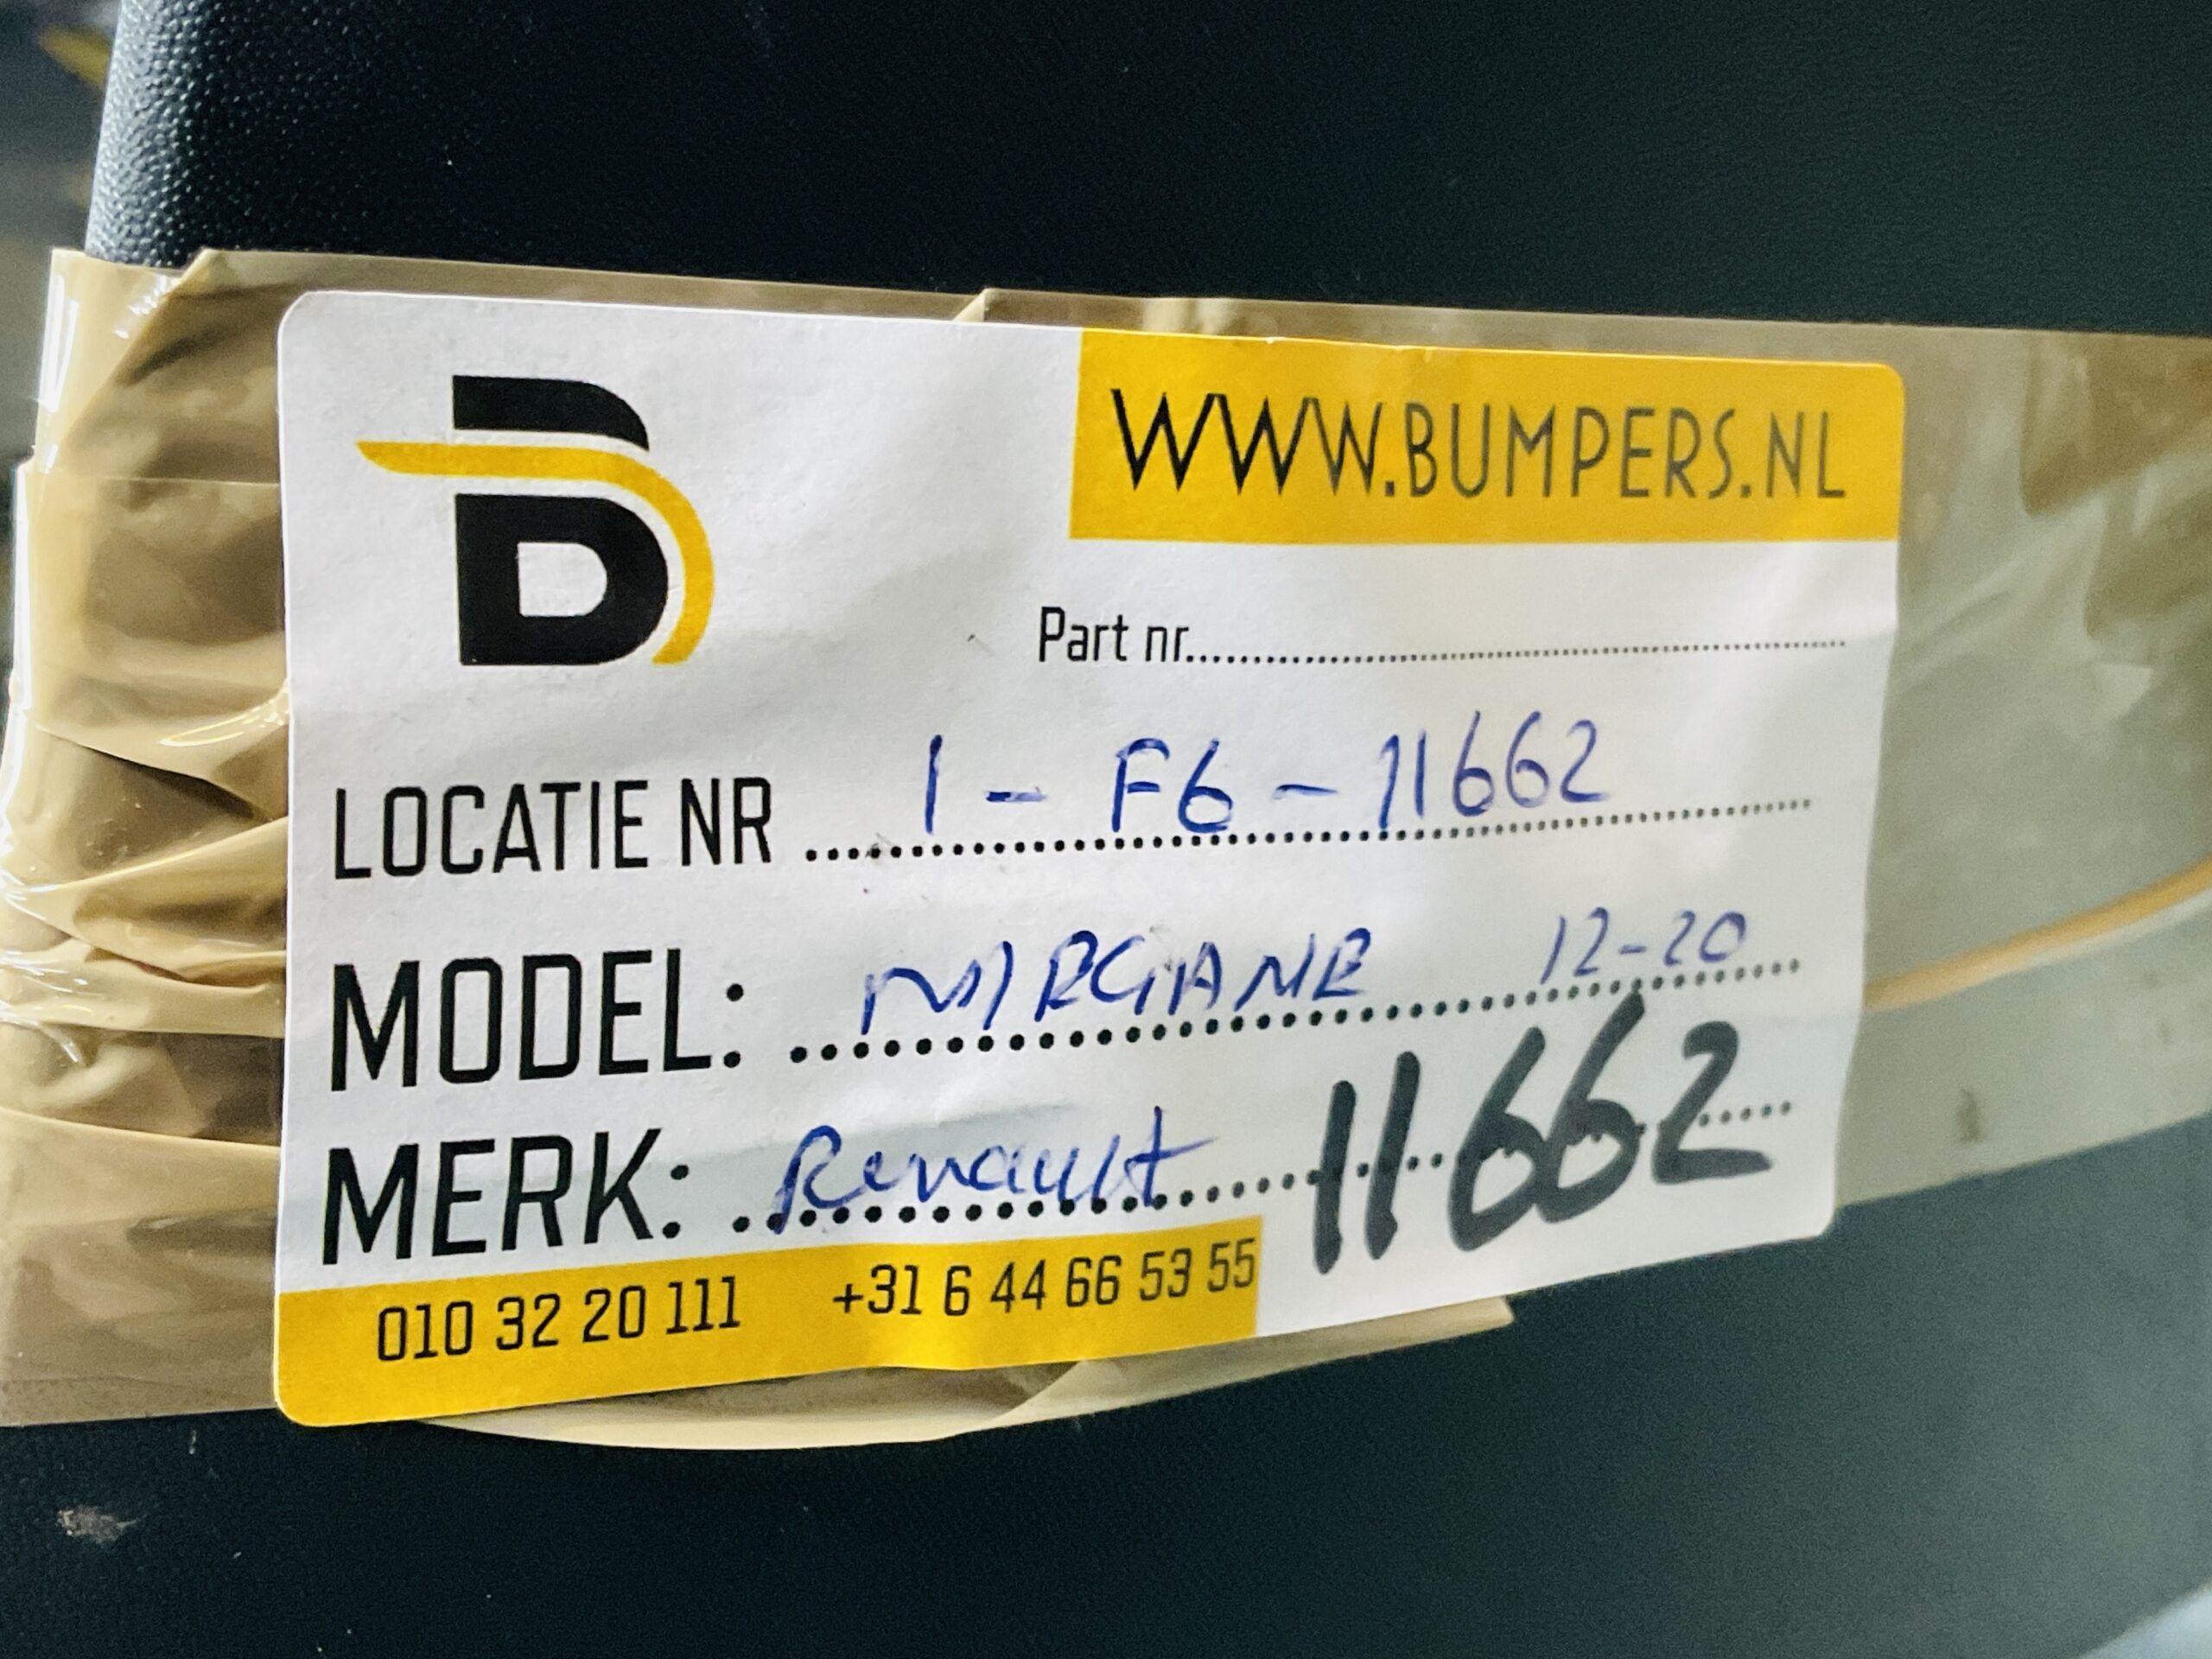 B
WWW.BUMPERS.NL
Part nr........................................
LOCATIE NR 1 - F6 - 11662
MODEL: MEGANE 12-20
MERK: Renault 11662
010 32 20 111 +31 6 44 66 53 55